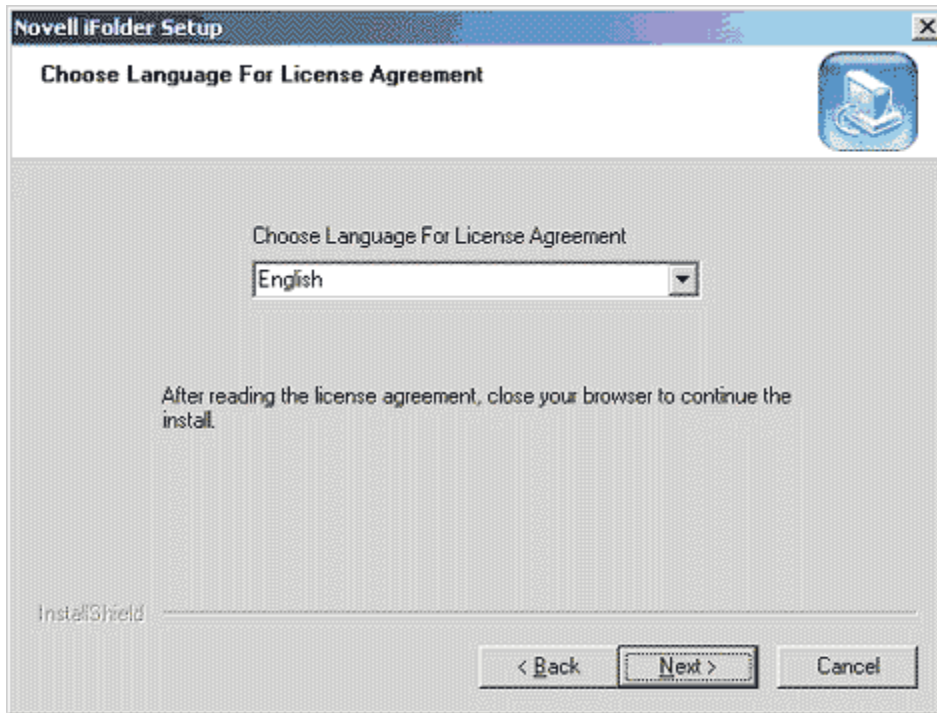 Novell iFolder Setup
Choose Language For License Agreement
Choose Language For License Agreement
English
After reading the license agreement, close your browser to continue the
install.
InstallShield
< Back
Next >
Cancel